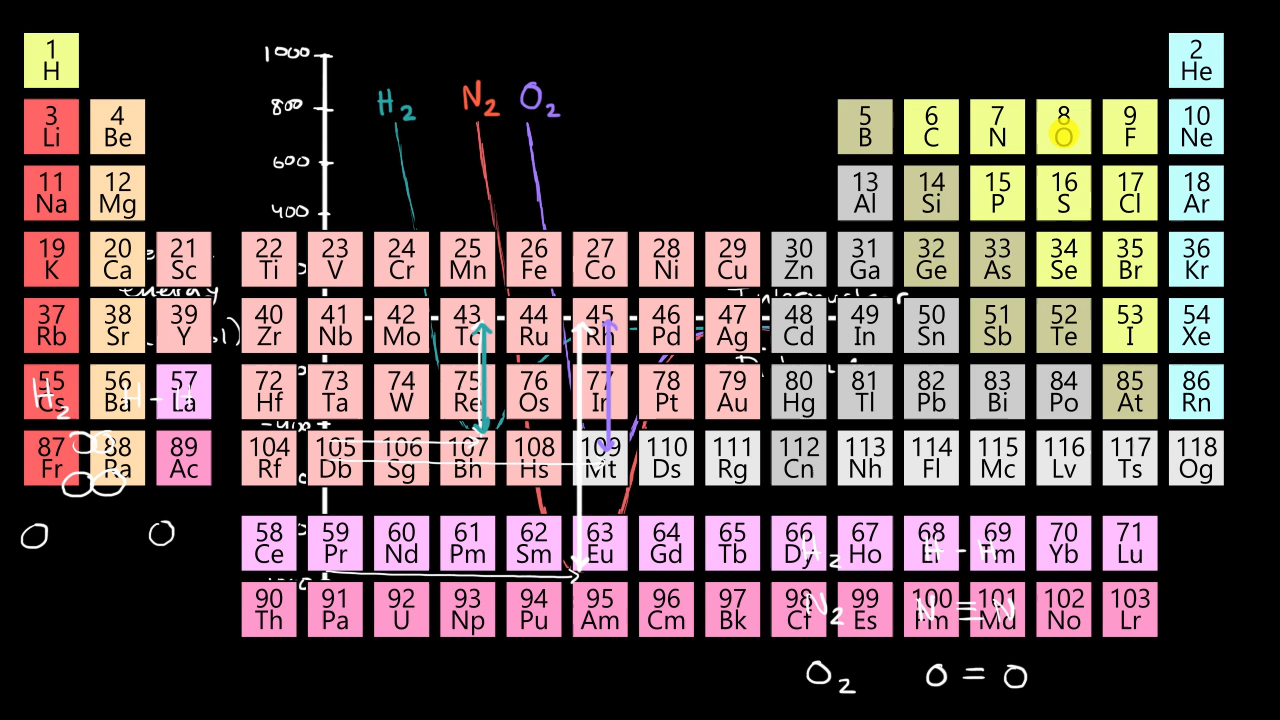 1000
1 H 2 He
800 H2 N2 O2
3 Li 4 Be 5 B 6 C 7 N 8 O 9 F 10 Ne
600
11 Na 12 Mg 13 Al 14 Si 15 P 16 S 17 Cl 18 Ar
400
19 K 20 Ca 21 Sc 22 Ti 23 V 24 Cr 25 Mn 26 Fe 27 Co 28 Ni 29 Cu 30 Zn 31 Ga 32 Ge 33 As 34 Se 35 Br 36 Kr
energy Internuclear
37 Rb 38 Sr 39 Y 40 Zr 41 Nb 42 Mo 43 Tc 44 Ru 45 Rh 46 Pd 47 Ag 48 Cd 49 In 50 Sn 51 Sb 52 Te 53 I 54 Xe
55 Cs 56 Ba 57 La 72 Hf 73 Ta 74 W 75 Re 76 Os 77 Ir 78 Pt 79 Au 80 Hg 81 Tl 82 Pb 83 Bi 84 Po 85 At 86 Rn
H2 H-H
87 Fr 88 Ra 89 Ac 104 Rf 105 Db 106 Sg 107 Bh 108 Hs 109 Mt 110 Ds 111 Rg 112 Cn 113 Nh 114 Fl 115 Mc 116 Lv 117 Ts 118 Og
58 Ce 59 Pr 60 Nd 61 Pm 62 Sm 63 Eu 64 Gd 65 Tb 66 Dy 67 Ho 68 Er 69 Tm 70 Yb 71 Lu
H2 H-H
90 Th 91 Pa 92 U 93 Np 94 Pu 95 Am 96 Cm 97 Bk 98 Cf 99 Es 100 Fm 101 Md 102 No 103 Lr
N2 N≡N
O2 O=O